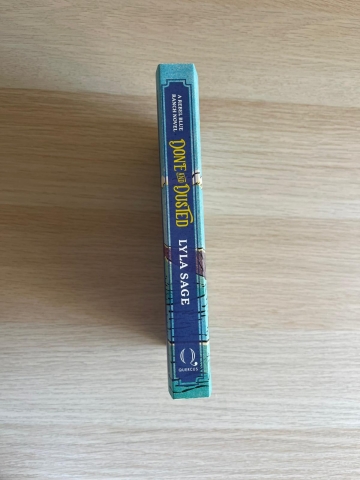 A REBEL BLUE
RANCH NOVEL
DONE AND DUSTED
LYLA SAGE
QUERCUS